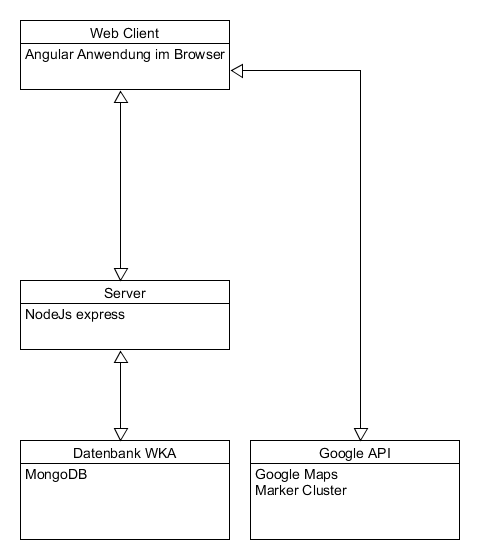 Web Client
Angular Anwendung im Browser
Server
NodeJs express
Datenbank WKA
MongoDB
Google API
Google Maps
Marker Cluster